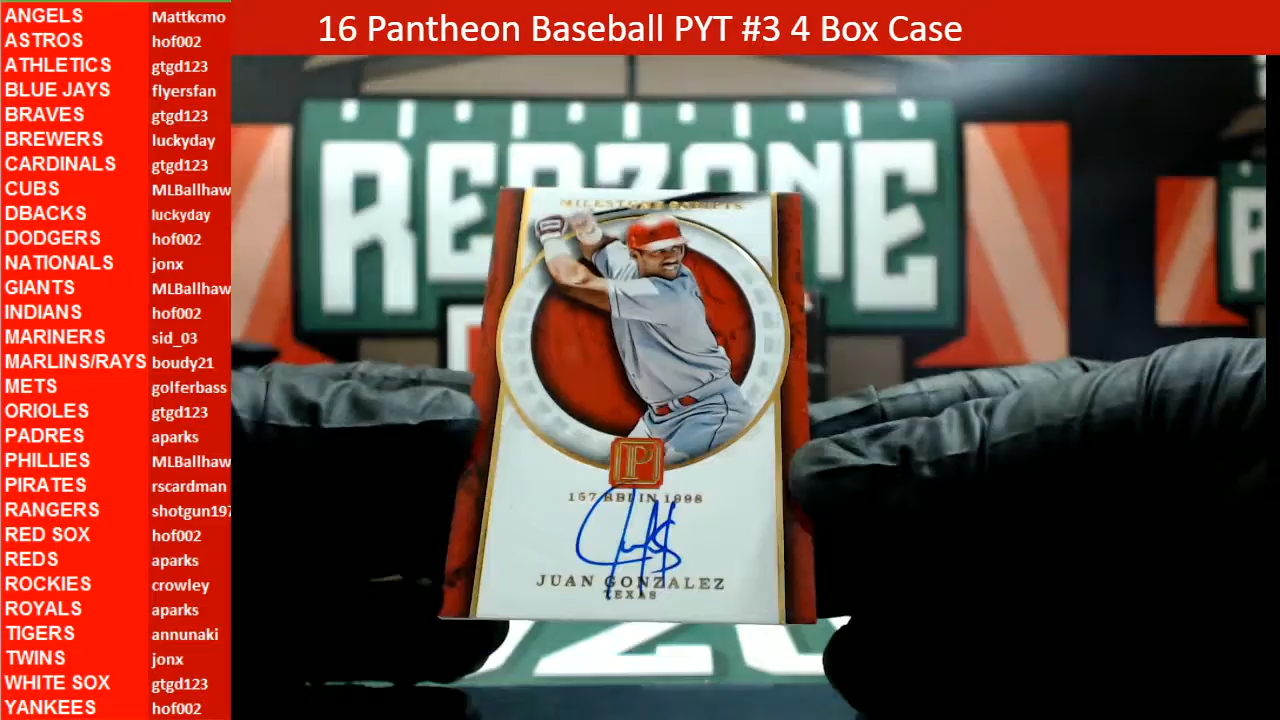 16 Pantheon Baseball PYT #3 4 Box Case
ANGELS Mattkcmo
ASTROS hof002
ATHLETICS gtgd123
BLUE JAYS flyersfan
BRAVES gtgd123
BREWERS luckyday
CARDINALS gtgd123
CUBS MLBallhaw
DBACKS luckyday
DODGERS hof002
NATIONALS jonx
GIANTS MLBallhaw
INDIANS hof002
MARINERS sid_03
MARLINS/RAYS boudy21
METS golferbass
ORIOLES gtgd123
PADRES aparks
PHILLIES MLBallhaw
PIRATES rscardman
RANGERS shotgun197
RED SOX hof002
REDS aparks
ROCKIES crowley
ROYALS aparks
TIGERS annunaki
TWINS jonx
WHITE SOX gtgd123
YANKEES hof002
REDZONE
MILESTONE SCRIPTS
P
157 RBI IN 1998
JUAN GONZALEZ
TEXAS